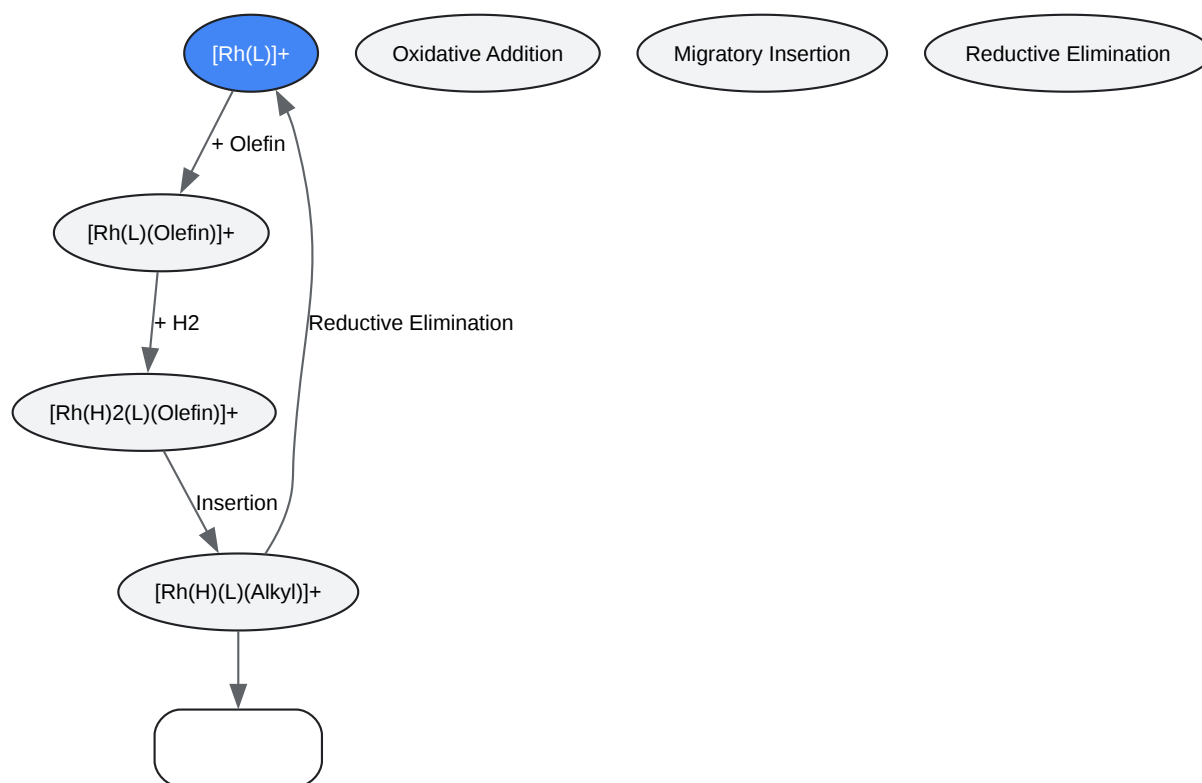 [Rh(L)]+
Oxidative Addition
Migratory Insertion
Reductive Elimination
+ Olefin
[Rh(L)(Olefin)]+
+ H2
Reductive Elimination
[Rh(H)2(L)(Olefin)]+
Insertion
[Rh(H)(L)(Alkyl)]+